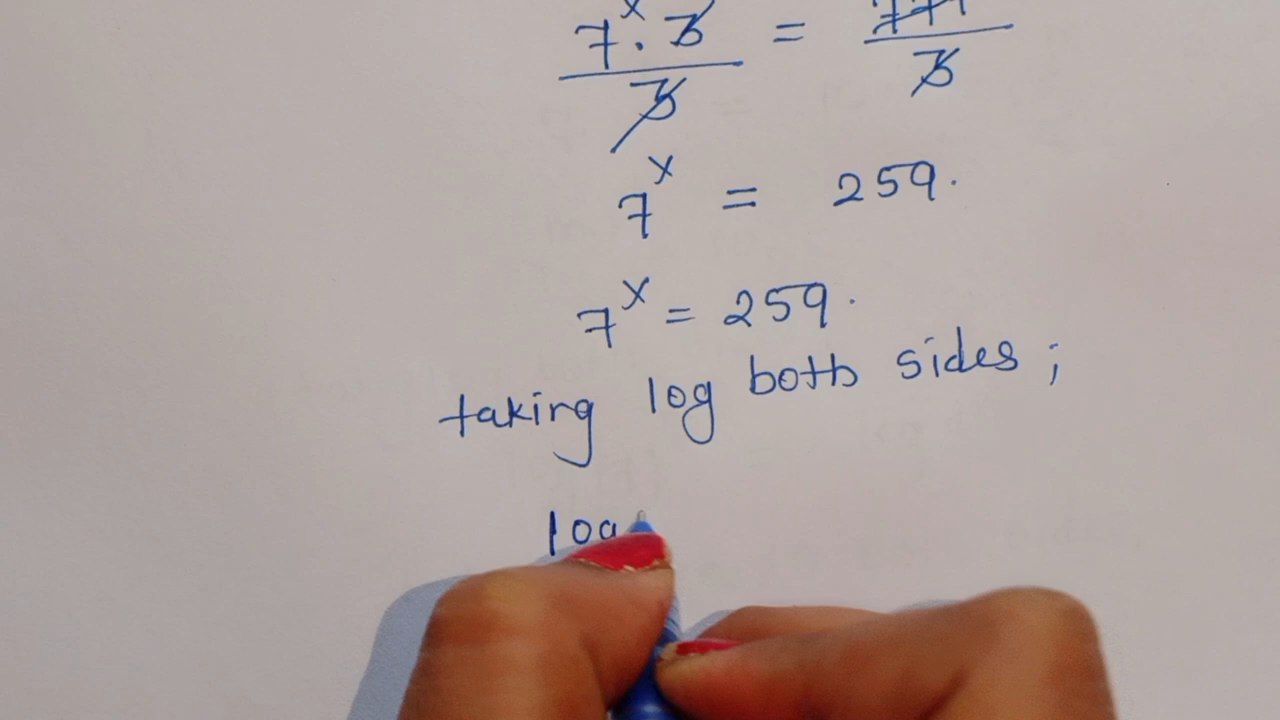 7^x . 3 / 3 = 777 / 3
7^x = 259.
7^x = 259.
taking log both sides ;
log